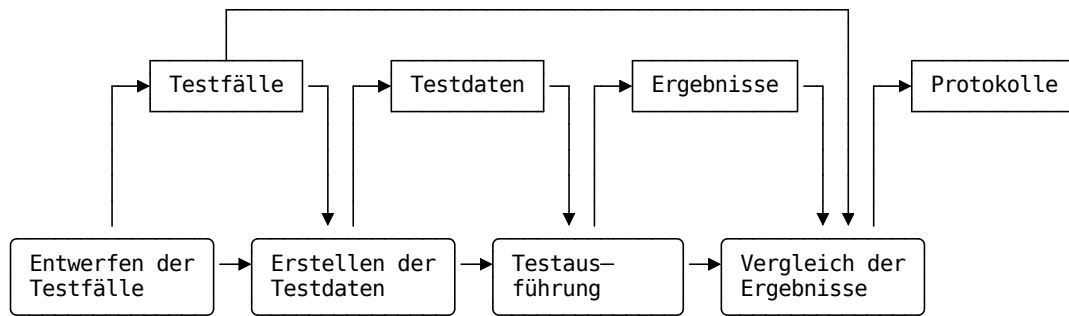 Testfälle
Testdaten
Ergebnisse
Protokolle
Entwerfen der
Testfälle
Erstellen der
Testdaten
Testaus–
führung
Vergleich der
Ergebnisse